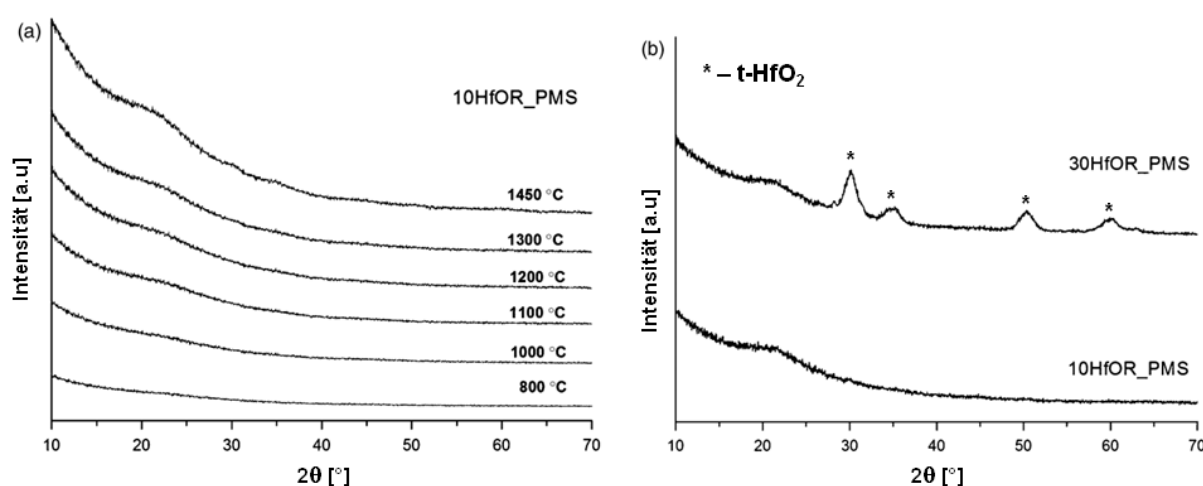 (a)
10HfOR_PMS
1450 °C
1300 °C
1200 °C
1100 °C
1000 °C
800 °C
Intensität [a.u]
10 20 30 40 50 60 70
2θ [°]
(b)
* – t-HfO₂
* * * *
30HfOR_PMS
10HfOR_PMS
Intensität [a.u]
10 20 30 40 50 60 70
2θ [°]